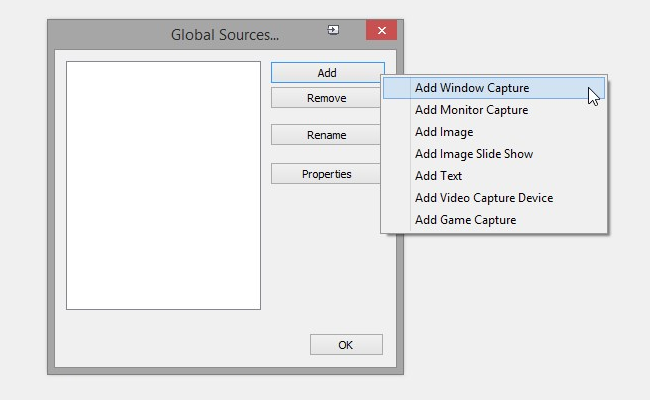 Global Sources...
Add
Remove
Rename
Properties
Add Window Capture
Add Monitor Capture
Add Image
Add Image Slide Show
Add Text
Add Video Capture Device
Add Game Capture
OK